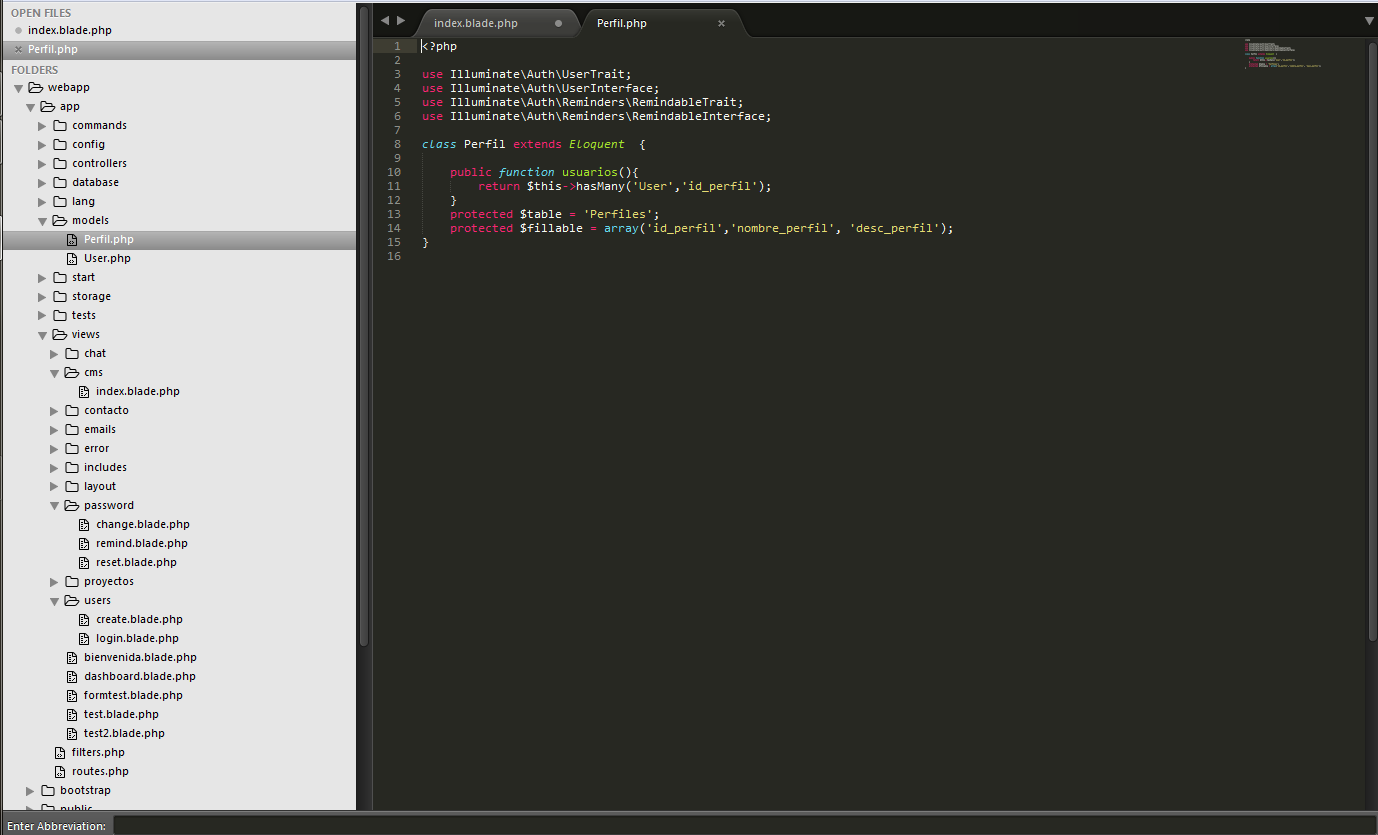 OPEN FILES
index.blade.php
Perfil.php
FOLDERS
webapp
app
commands
config
controllers
database
lang
models
Perfil.php
User.php
start
storage
tests
views
chat
cms
index.blade.php
contacto
emails
error
includes
layout
password
change.blade.php
remind.blade.php
reset.blade.php
proyectos
users
create.blade.php
login.blade.php
bienvenida.blade.php
dashboard.blade.php
formtest.blade.php
test.blade.php
test2.blade.php
filters.php
routes.php
bootstrap
public
index.blade.php
Perfil.php
1 <?php
2
3 use Illuminate\Auth\UserTrait;
4 use Illuminate\Auth\UserInterface;
5 use Illuminate\Auth\Reminders\RemindableTrait;
6 use Illuminate\Auth\Reminders\RemindableInterface;
7
8 class Perfil extends Eloquent  {
9
10     public function usuarios(){
11         return $this->hasMany('User','id_perfil');
12     }
13     protected $table = 'Perfiles';
14     protected $fillable = array('id_perfil','nombre_perfil', 'desc_perfil');
15 }
16
Enter Abbreviation: